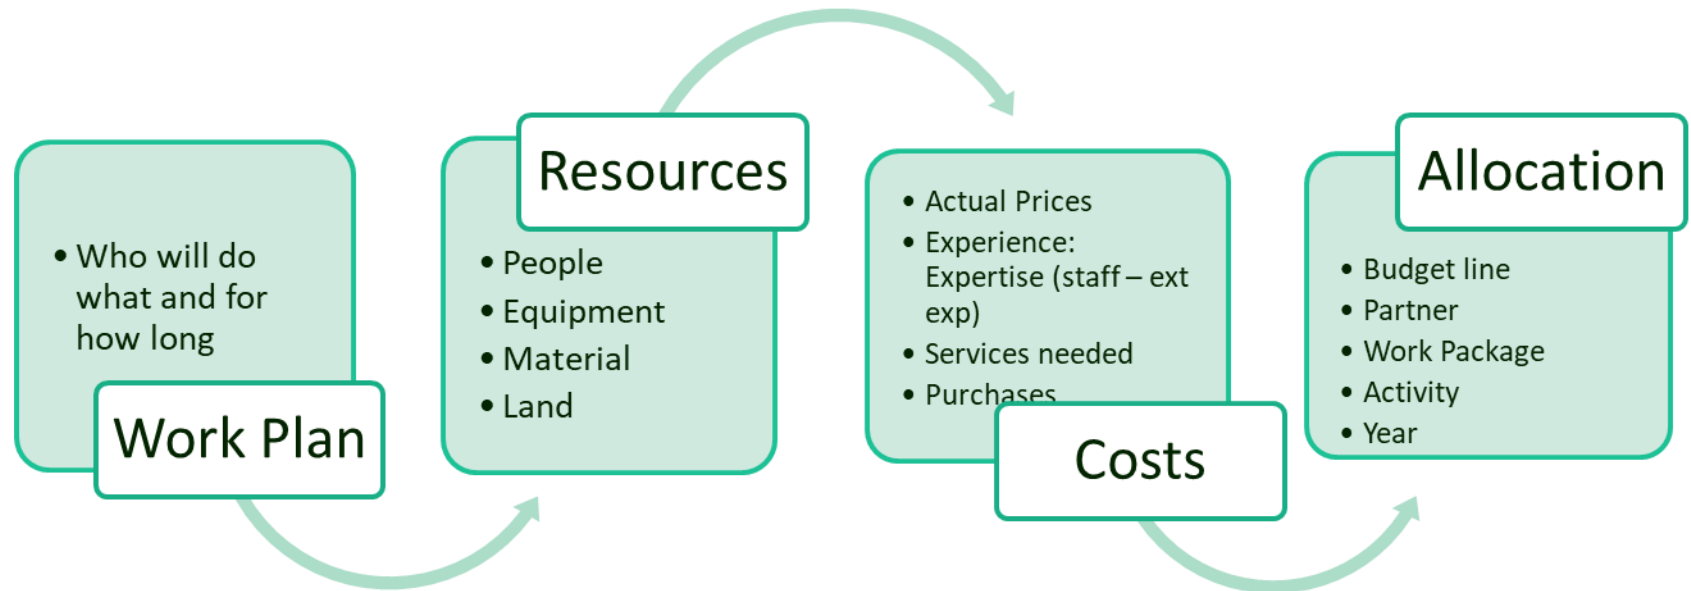 • Who will do
what and for
how long
Work Plan
Resources
• People
• Equipment
• Material
• Land
• Actual Prices
• Experience:
Expertise (staff – ext
exp)
• Services needed
• Purchases
Costs
Allocation
• Budget line
• Partner
• Work Package
• Activity
• Year